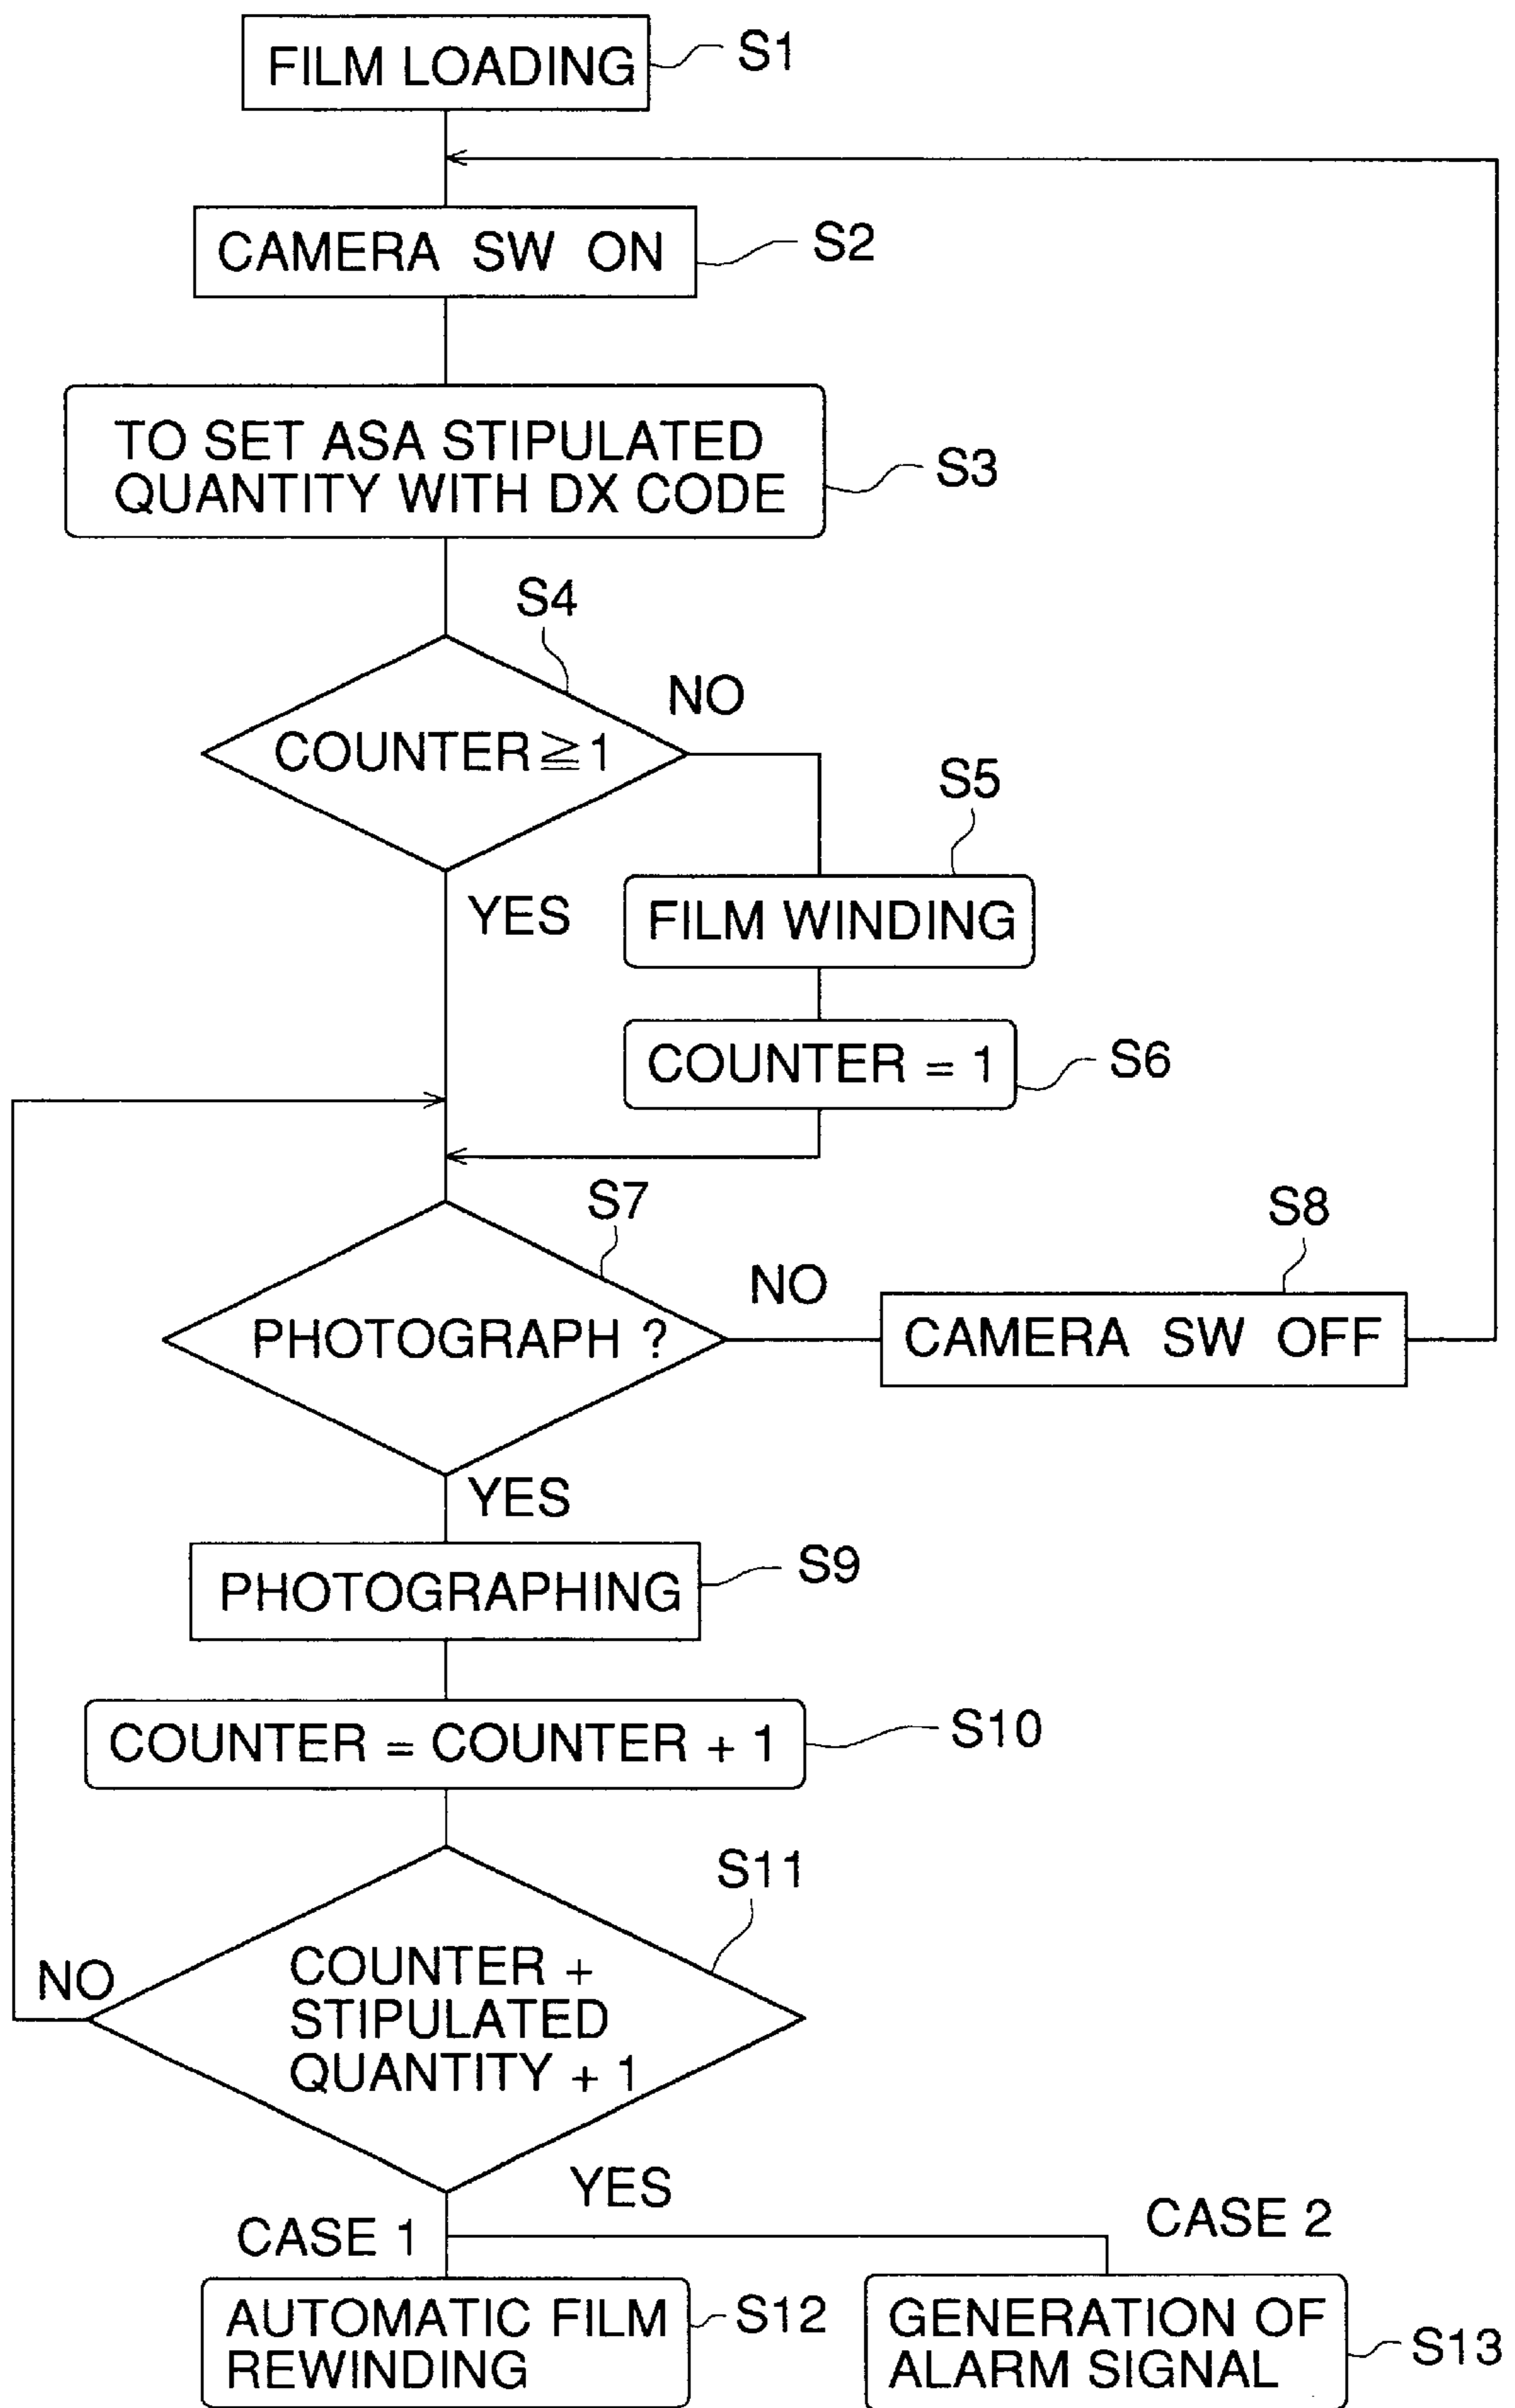 FILM LOADING
S1
CAMERA SW ON
S2
TO SET ASA STIPULATED
QUANTITY WITH DX CODE
S3
S4
COUNTER≧1
NO
YES
S5
FILM WINDING
COUNTER = 1
S6
S7
PHOTOGRAPH ?
NO
S8
CAMERA SW OFF
YES
PHOTOGRAPHING
S9
COUNTER = COUNTER + 1
S10
S11
COUNTER +
STIPULATED
QUANTITY + 1
NO
YES
CASE 1
CASE 2
AUTOMATIC FILM
REWINDING
S12
GENERATION OF
ALARM SIGNAL
S13